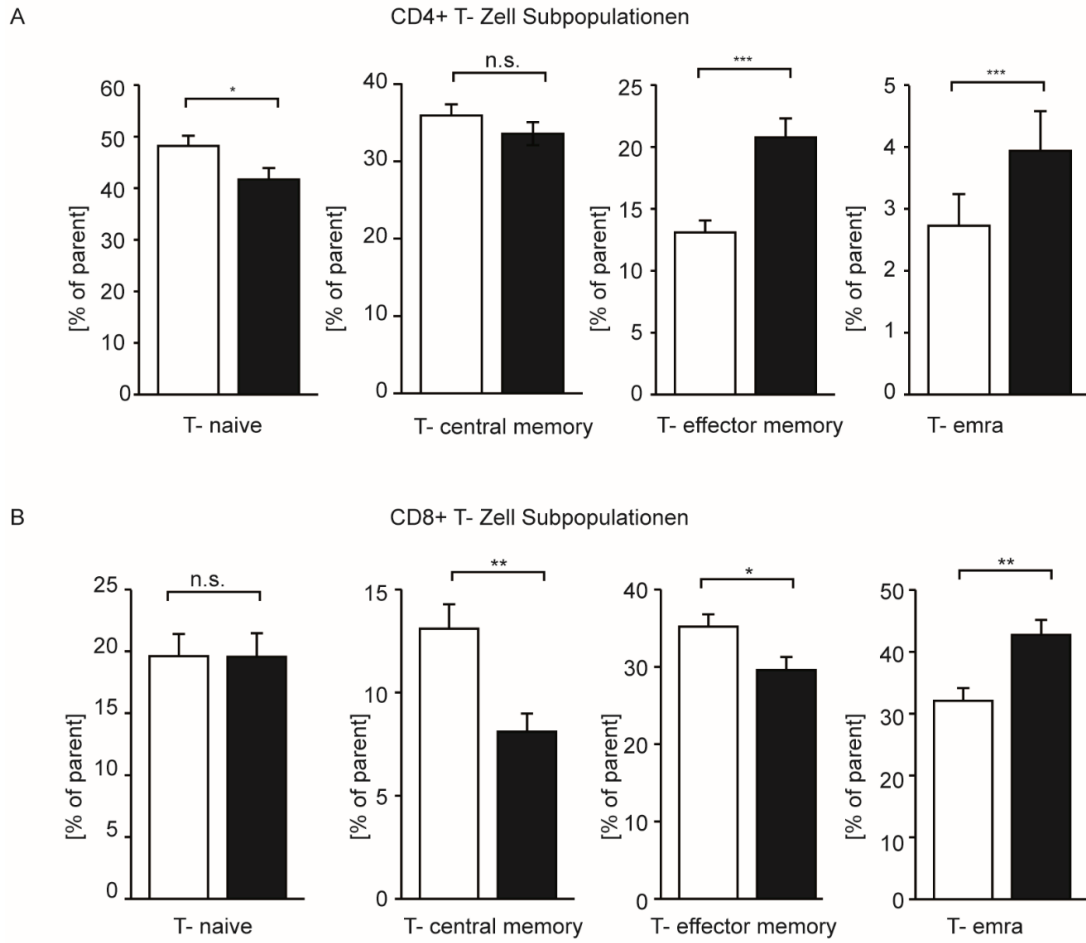 A
CD4+ T- Zell Subpopulationen
[% of parent]
60
50
40
30
20
10
0
*
T- naive
[% of parent]
40
30
20
10
0
n.s.
T- central memory
[% of parent]
25
20
15
10
5
0
***
T- effector memory
[% of parent]
5
4
3
2
1
0
***
T- emra
B
CD8+ T- Zell Subpopulationen
[% of parent]
25
20
15
10
5
0
n.s.
T- naive
[% of parent]
15
10
5
0
**
T- central memory
[% of parent]
40
30
20
10
0
*
T- effector memory
[% of parent]
50
40
30
20
10
0
**
T- emra